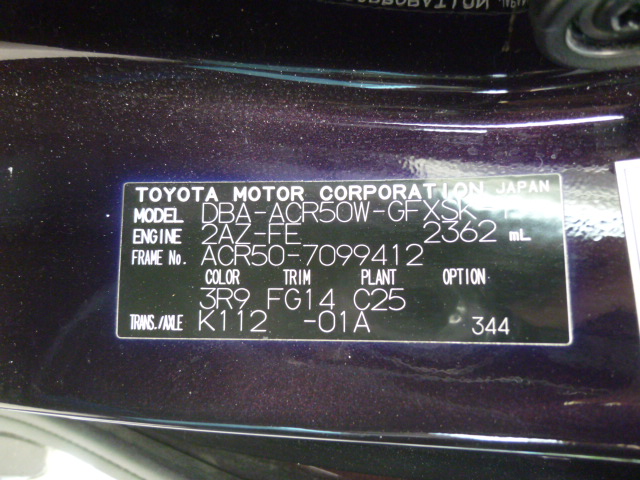 TOYOTA MOTOR CORPORATION JAPAN
MODEL DBA-ACR50W-GFXSK
ENGINE 2AZ-FE 2362 mL
FRAME No. ACR50-7099412
COLOR TRIM PLANT OPTION
3R9 FG14 C25
TRANS./AXLE K112 -01A 344